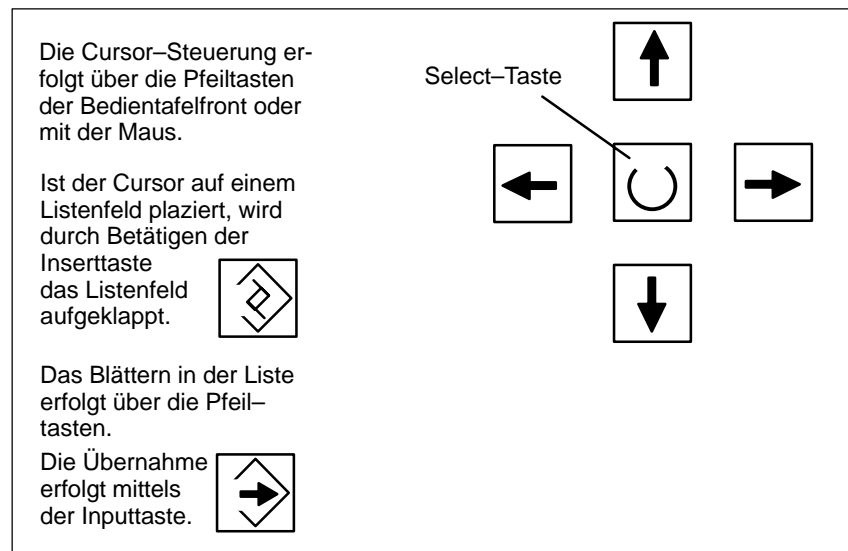 Die Cursor–Steuerung er-
folgt über die Pfeiltasten
der Bedientafelfront oder
mit der Maus.
Select–Taste
Ist der Cursor auf einem
Listenfeld plaziert, wird
durch Betätigen der
Inserttaste
das Listenfeld
aufgeklappt.
Das Blättern in der Liste
erfolgt über die Pfeil–
tasten.
Die Übernahme
erfolgt mittels
der Inputtaste.